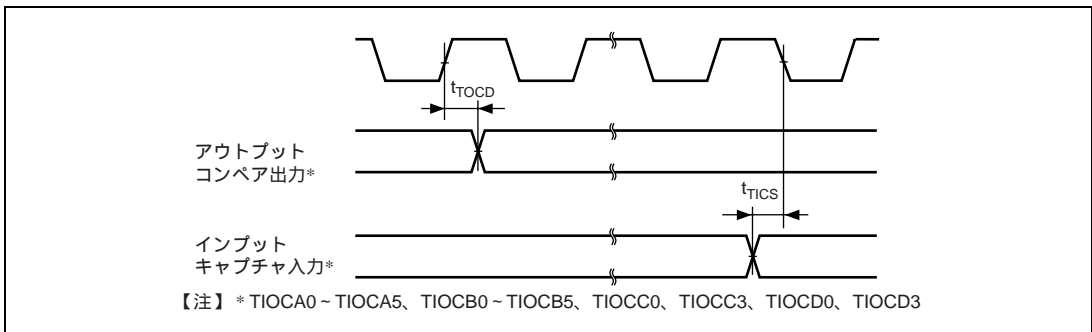 tTOCD
アウトプット
コンペア出力*
tTICS
インプット
キャプチャ入力*
【注】 * TIOCA0～TIOCA5、TIOCB0～TIOCB5、TIOCC0、TIOCC3、TIOCD0、TIOCD3